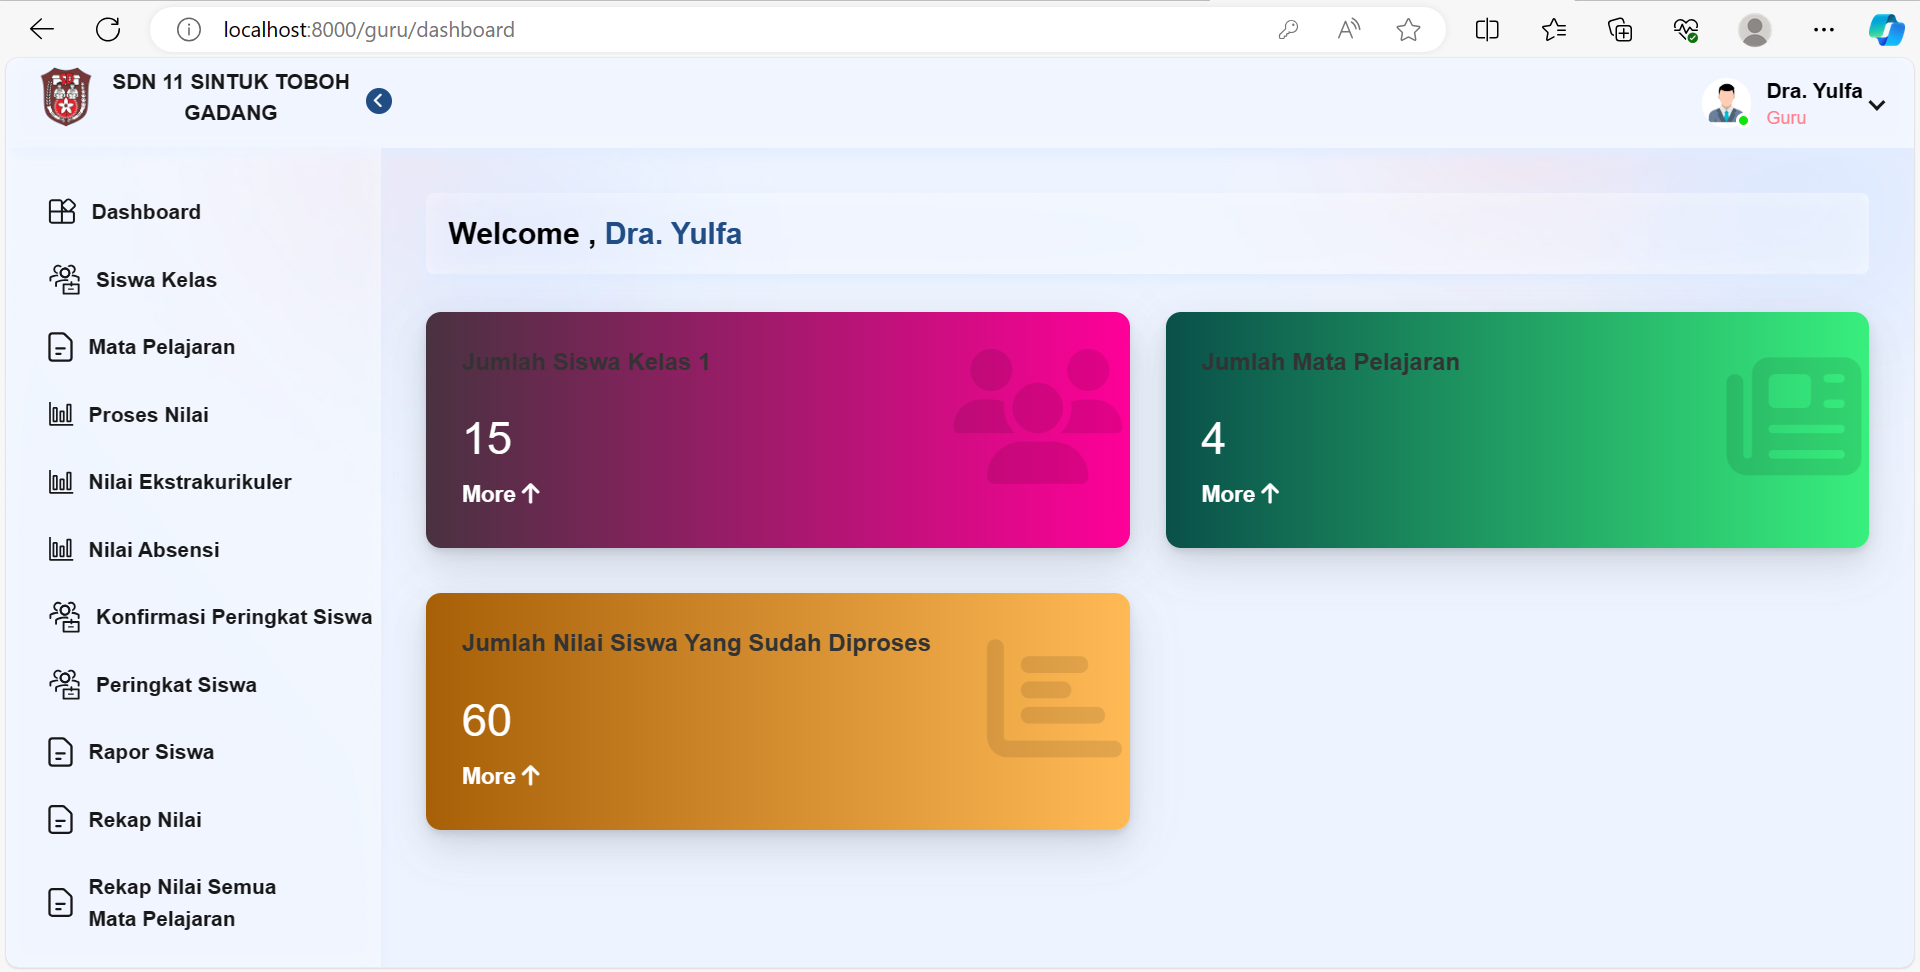 localhost:8000/guru/dashboard
SDN 11 SINTUK TOBOH
GADANG
Dra. Yulfa
Guru
Dashboard
Siswa Kelas
Mata Pelajaran
Proses Nilai
Nilai Ekstrakurikuler
Nilai Absensi
Konfirmasi Peringkat Siswa
Peringkat Siswa
Rapor Siswa
Rekap Nilai
Rekap Nilai Semua
Mata Pelajaran
Welcome , Dra. Yulfa
Jumlah Siswa Kelas 1
15
More
Jumlah Mata Pelajaran
4
More
Jumlah Nilai Siswa Yang Sudah Diproses
60
More